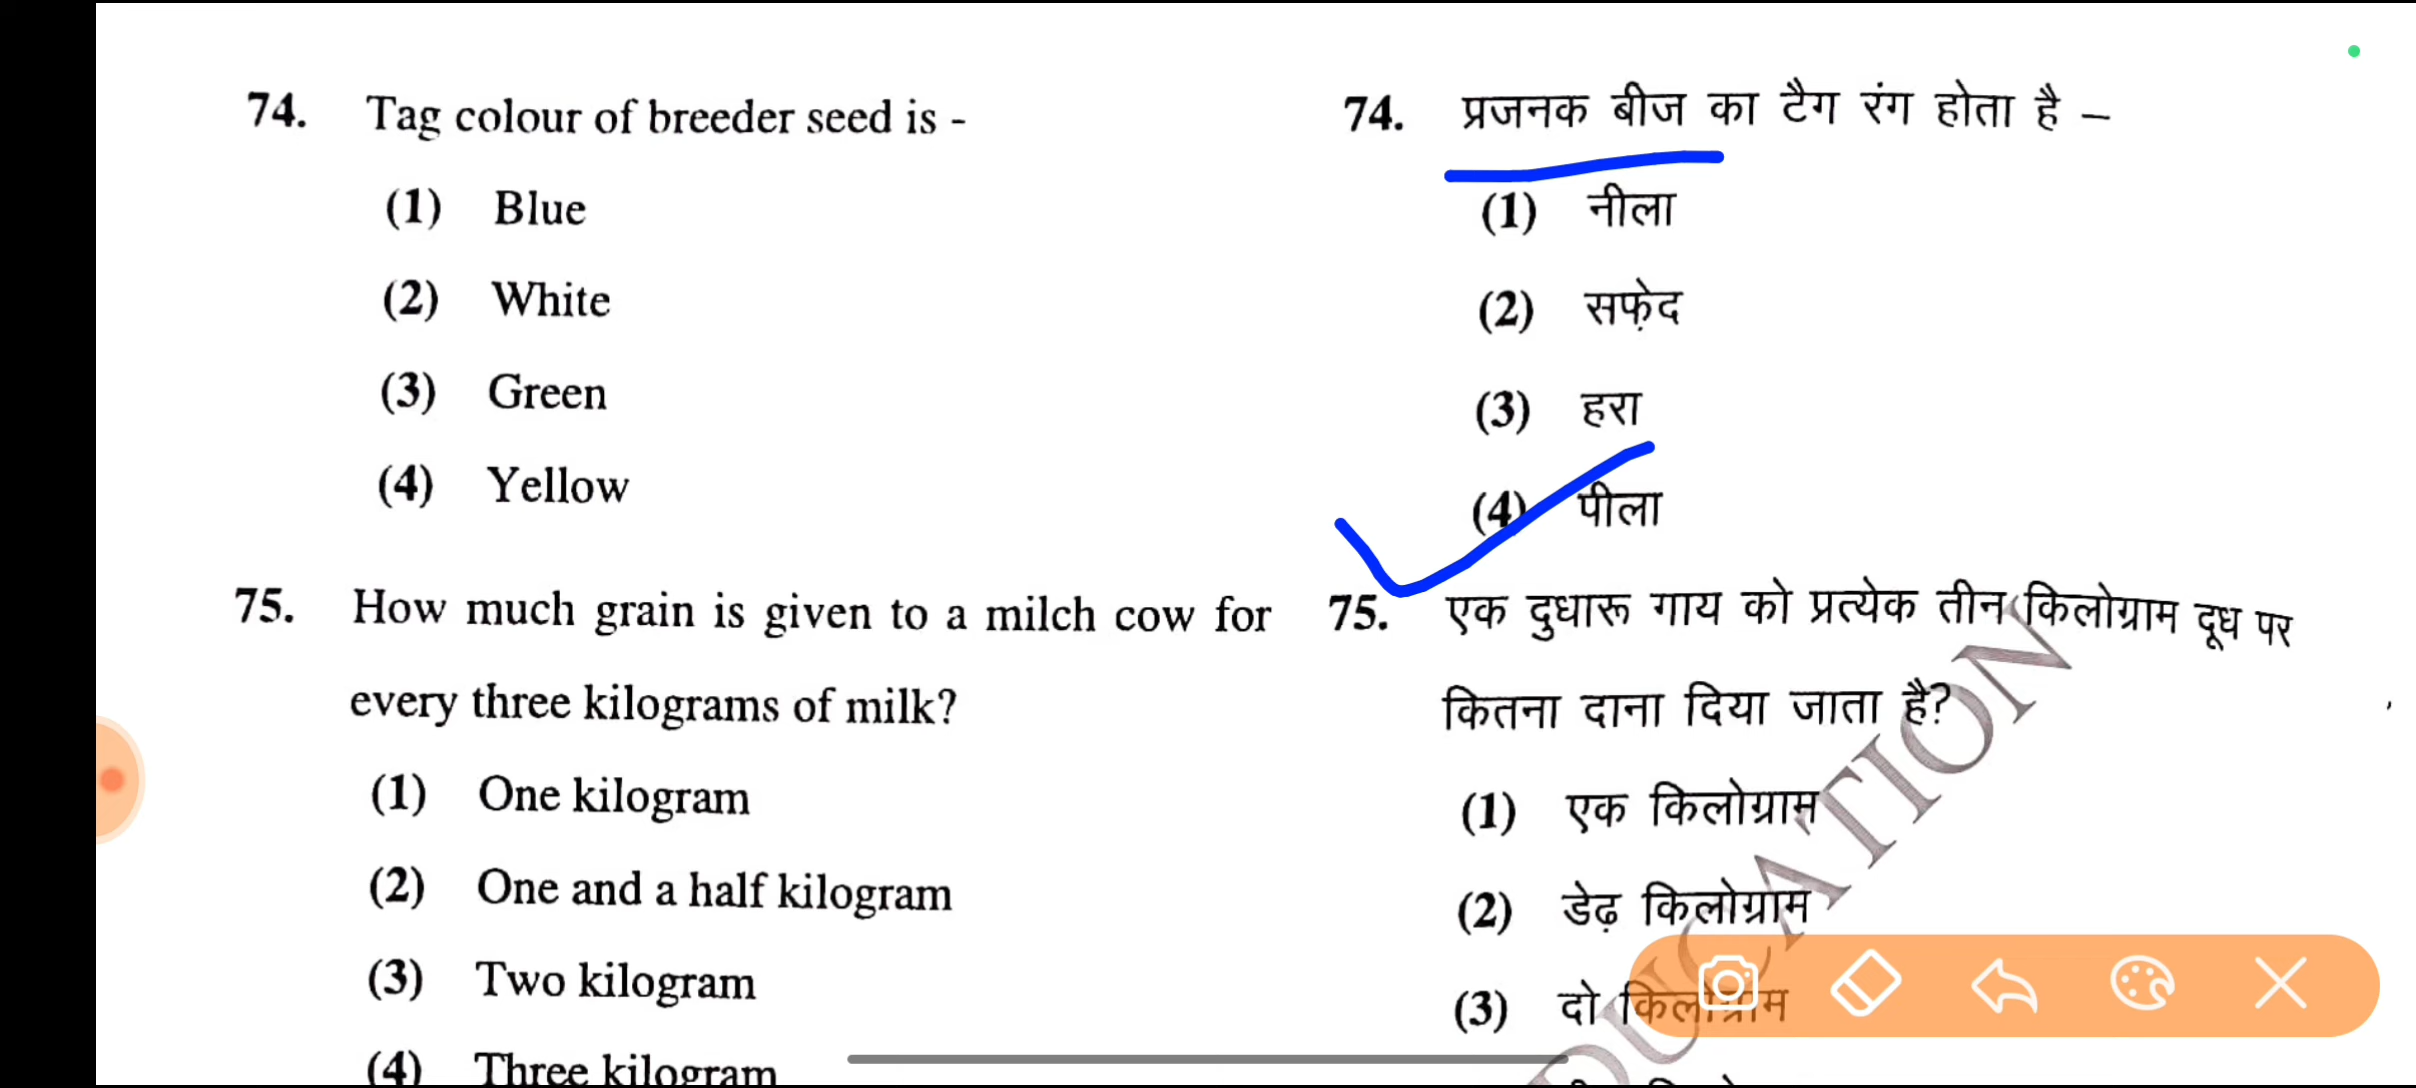 74. Tag colour of breeder seed is -
(1) Blue
(2) White
(3) Green
(4) Yellow
75. How much grain is given to a milch cow for
every three kilograms of milk?
(1) One kilogram
(2) One and a half kilogram
(3) Two kilogram
(4) Three kilogram
74. प्रजनक बीज का टैग रंग होता है –
(1) नीला
(2) सफ़ेद
(3) हरा
(4) पीला
75. एक दुधारू गाय को प्रत्येक तीन किलोग्राम दूध पर
कितना दाना दिया जाता है?
(1) एक किलोग्राम
(2) डेढ़ किलोग्राम
(3) दो किलोग्राम
DUCATION